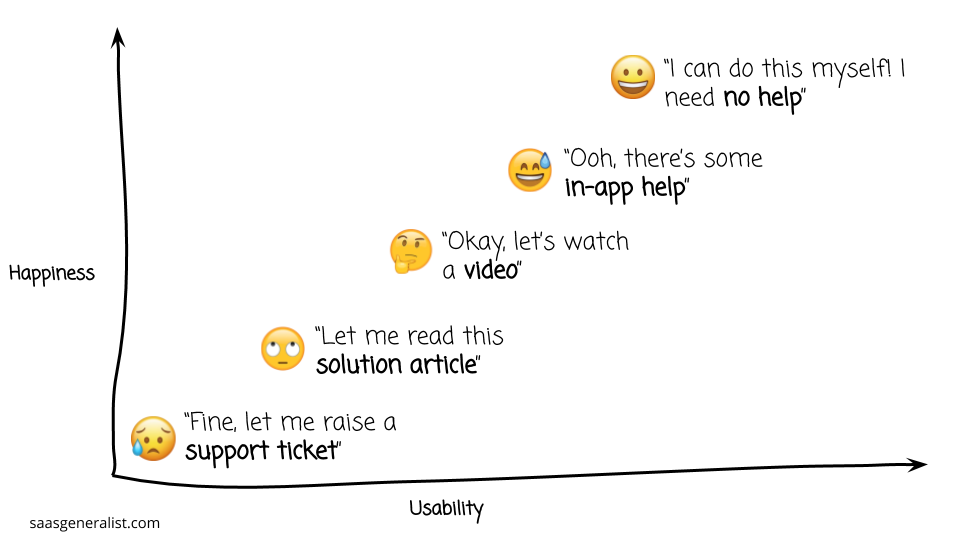 "I can do this myself! I
need no help"
"Ooh, there's some
in-app help"
"Okay, let's watch
a video"
Happiness
"Let me read this
solution article"
"Fine, let me raise a
support ticket"
Usability
saasgeneralist.com